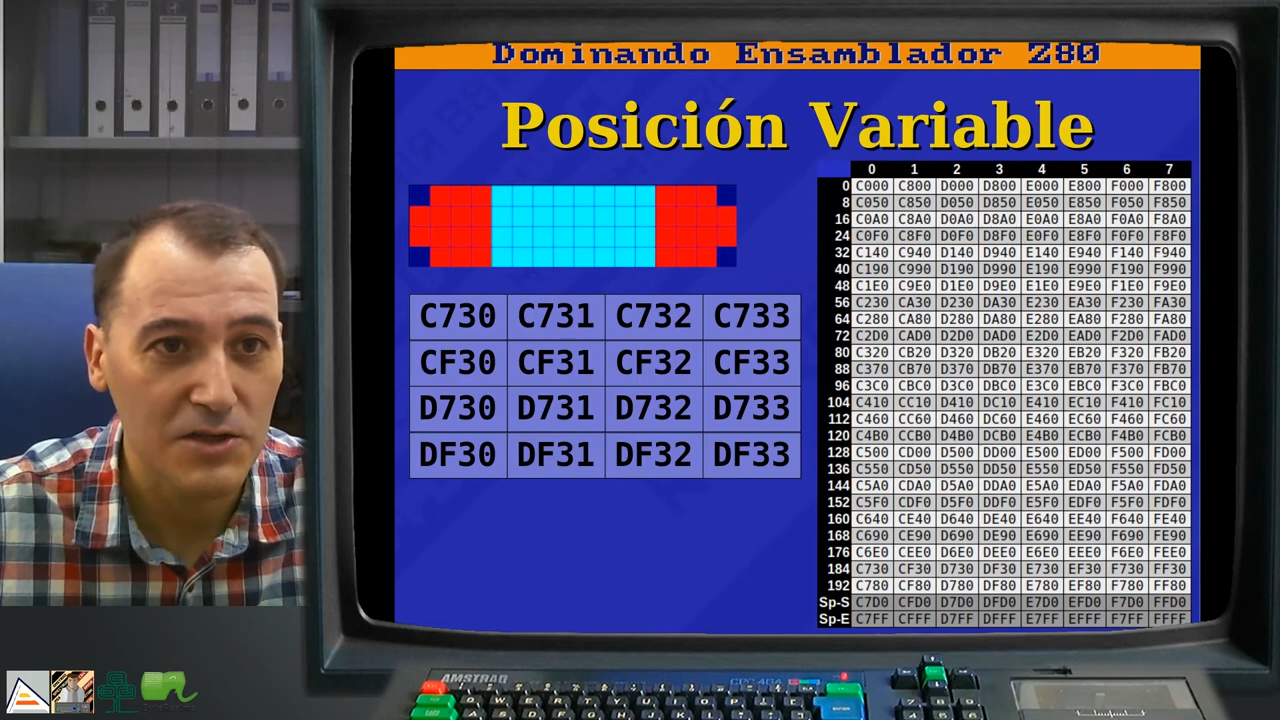 Dominando Ensamblador Z80
Posición Variable
C730 C731 C732 C733
CF30 CF31 CF32 CF33
D730 D731 D732 D733
DF30 DF31 DF32 DF33
0 1 2 3 4 5 6 7
0 C000 C800 D000 D800 E000 E800 F000 F800
8 C050 C850 D050 D850 E050 E850 F050 F850
16 C0A0 C8A0 D0A0 D8A0 E0A0 E8A0 F0A0 F8A0
24 C0F0 C8F0 D0F0 D8F0 E0F0 E8F0 F0F0 F8F0
32 C140 C940 D140 D940 E140 E940 F140 F940
40 C190 C990 D190 D990 E190 E990 F190 F990
48 C1E0 C9E0 D1E0 D9E0 E1E0 E9E0 F1E0 F9E0
56 C230 CA30 D230 DA30 E230 EA30 F230 FA30
64 C280 CA80 D280 DA80 E280 EA80 F280 FA80
72 C2D0 CAD0 D2D0 DAD0 E2D0 EAD0 F2D0 FAD0
80 C320 CB20 D320 DB20 E320 EB20 F320 FB20
88 C370 CB70 D370 DB70 E370 EB70 F370 FB70
96 C3C0 CBC0 D3C0 DBC0 E3C0 EBC0 F3C0 FBC0
104 C410 CC10 D410 DC10 E410 EC10 F410 FC10
112 C460 CC60 D460 DC60 E460 EC60 F460 FC60
120 C4B0 CCB0 D4B0 DCB0 E4B0 ECB0 F4B0 FCB0
128 C500 CD00 D500 DD00 E500 ED00 F500 FD00
136 C550 CD50 D550 DD50 E550 ED50 F550 FD50
144 C5A0 CDA0 D5A0 DDA0 E5A0 EDA0 F5A0 FDA0
152 C5F0 CDF0 D5F0 DDF0 E5F0 EDF0 F5F0 FDF0
160 C640 CE40 D640 DE40 E640 EE40 F640 FE40
168 C690 CE90 D690 DE90 E690 EE90 F690 FE90
176 C6E0 CEE0 D6E0 DEE0 E6E0 EEE0 F6E0 FEE0
184 C730 CF30 D730 DF30 E730 EF30 F730 FF30
192 C780 CF80 D780 DF80 E780 EF80 F780 FF80
Sp-S C7D0 CFD0 D7D0 DFD0 E7D0 EFD0 F7D0 FFD0
Sp-E C7FF CFFF D7FF DFFF E7FF EFFF F7FF FFFF
AMSTRAD
CPC 464